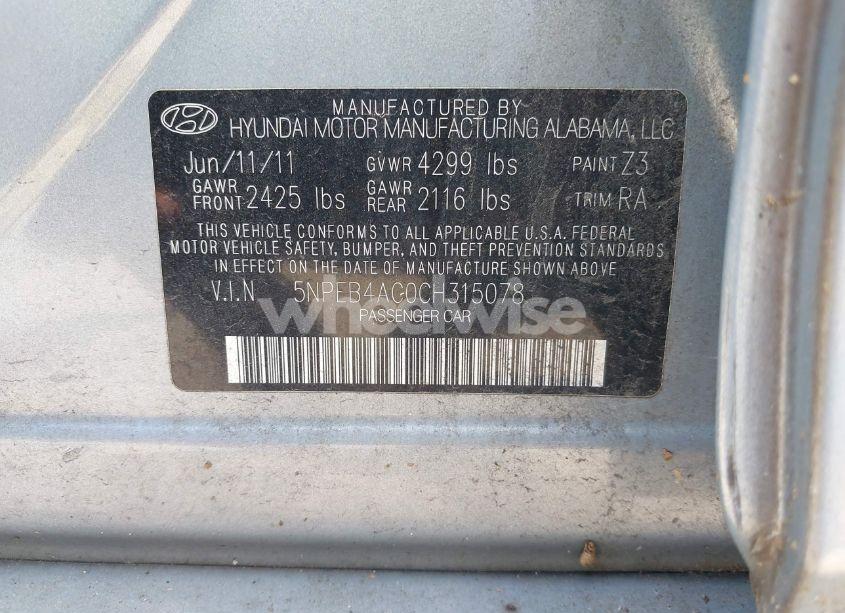 MANUFACTURED BY
HYUNDAI MOTOR MANUFACTURING ALABAMA, LLC
Jun/11/11 GVWR 4299 lbs PAINT Z3
GAWR FRONT 2425 lbs GAWR REAR 2116 lbs TRIM RA
THIS VEHICLE CONFORMS TO ALL APPLICABLE U.S.A. FEDERAL
MOTOR VEHICLE SAFETY, BUMPER, AND THEFT PREVENTION STANDARDS
IN EFFECT ON THE DATE OF MANUFACTURE SHOWN ABOVE
V.I.N 5NPEB4AC0CH315078
wheelwise
PASSENGER CAR